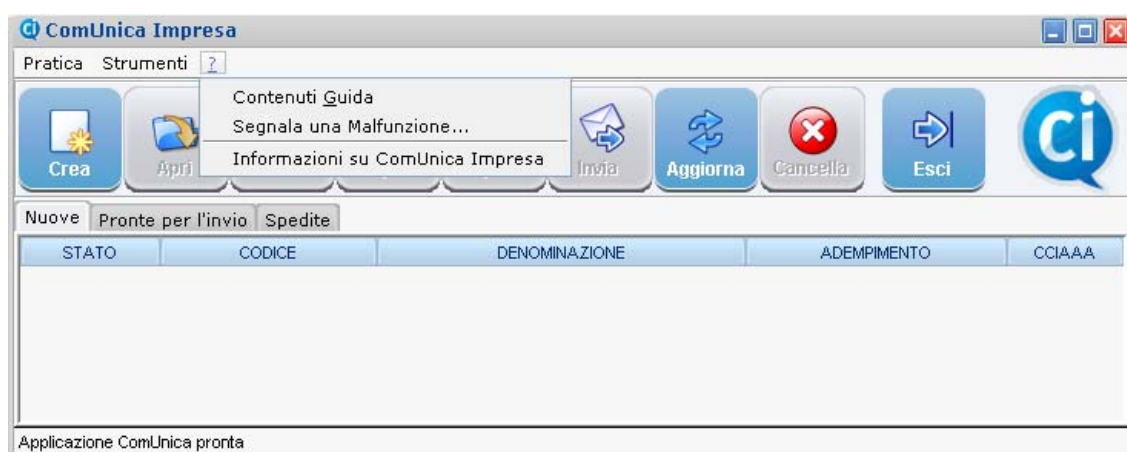 ComUnica Impresa
Pratica Strumenti ?
Contenuti Guida
Segnala una Malfunzione...
Informazioni su ComUnica Impresa
Crea Apri Invia Aggiorna Cancella Esci
Ci
Nuove Pronte per l'invio Spedite
STATO CODICE DENOMINAZIONE ADEMPIMENTO CCIAAA
Applicazione ComUnica pronta